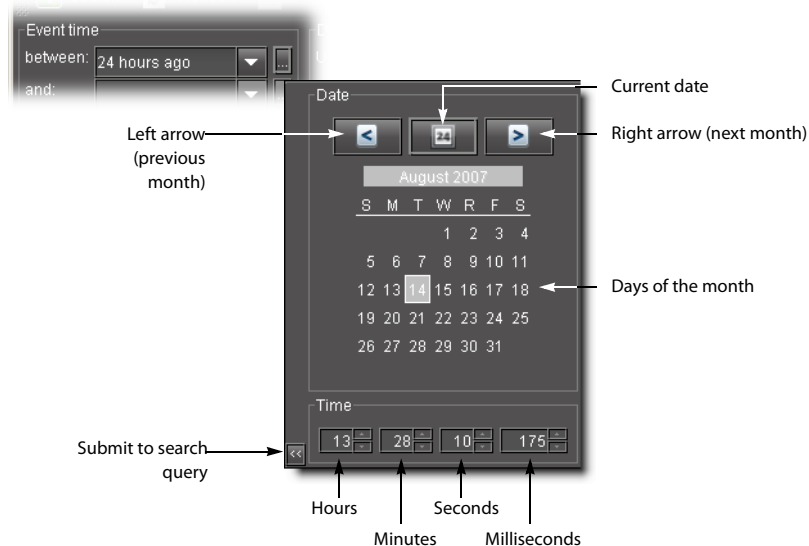 Event time
between: 24 hours ago ...
and:
Date
Current date
24
Left arrow
(previous
month)
Right arrow (next month)
August 2007
S M T W R F S
1 2 3 4
5 6 7 8 9 10 11
12 13 14 15 16 17 18
Days of the month
19 20 21 22 23 24 25
26 27 28 29 30 31
Time
13 28 10 175
Submit to search
query
<<
Hours
Seconds
Minutes
Milliseconds